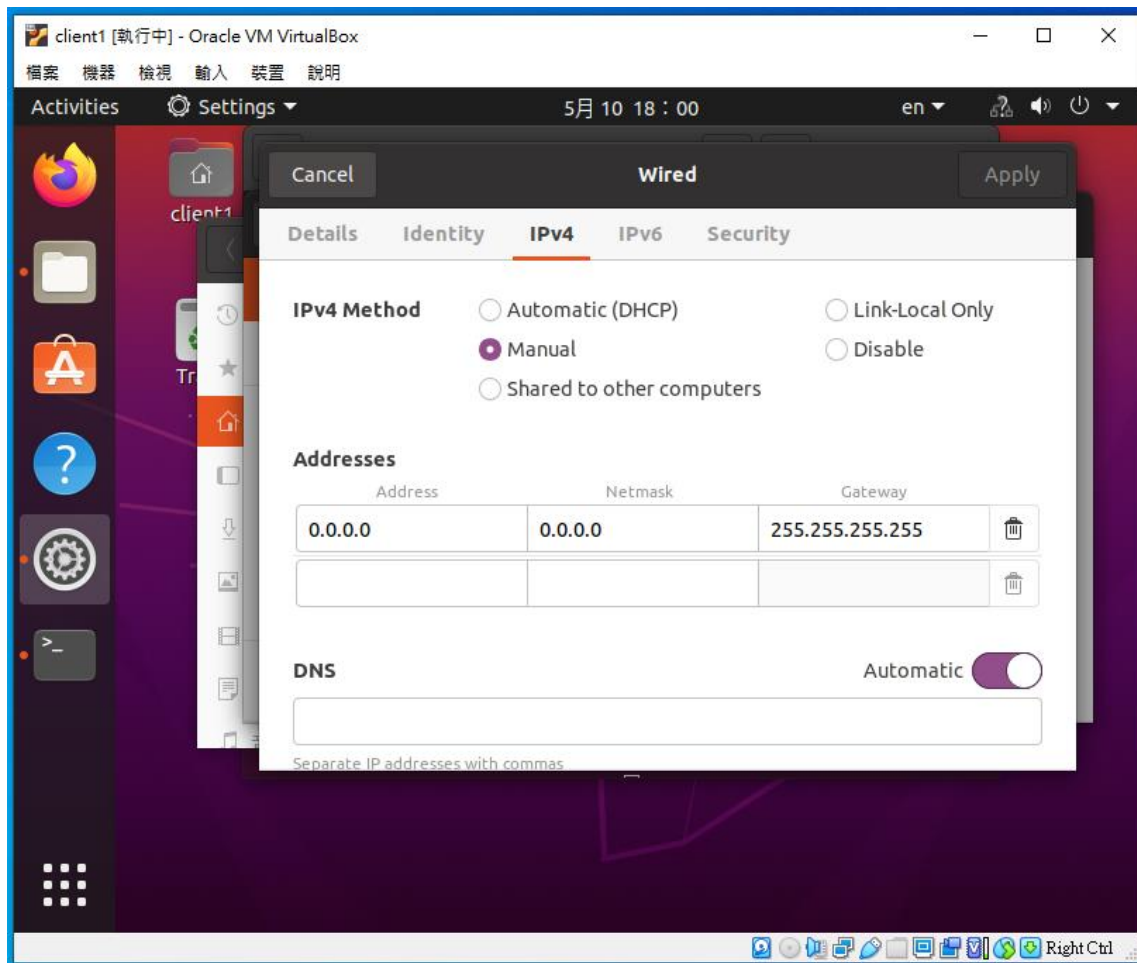 client1 [執行中] - Oracle VM VirtualBox
檔案 機器 檢視 輸入 裝置 說明
Activities Settings 5月 10 18：00 en
Cancel Wired Apply
client1
Details Identity IPv4 IPv6 Security
IPv4 Method Automatic (DHCP) Link-Local Only
Manual Disable
Shared to other computers
Tr
Addresses
Address Netmask Gateway
0.0.0.0 0.0.0.0 255.255.255.255
DNS Automatic
Separate IP addresses with commas
Right Ctrl